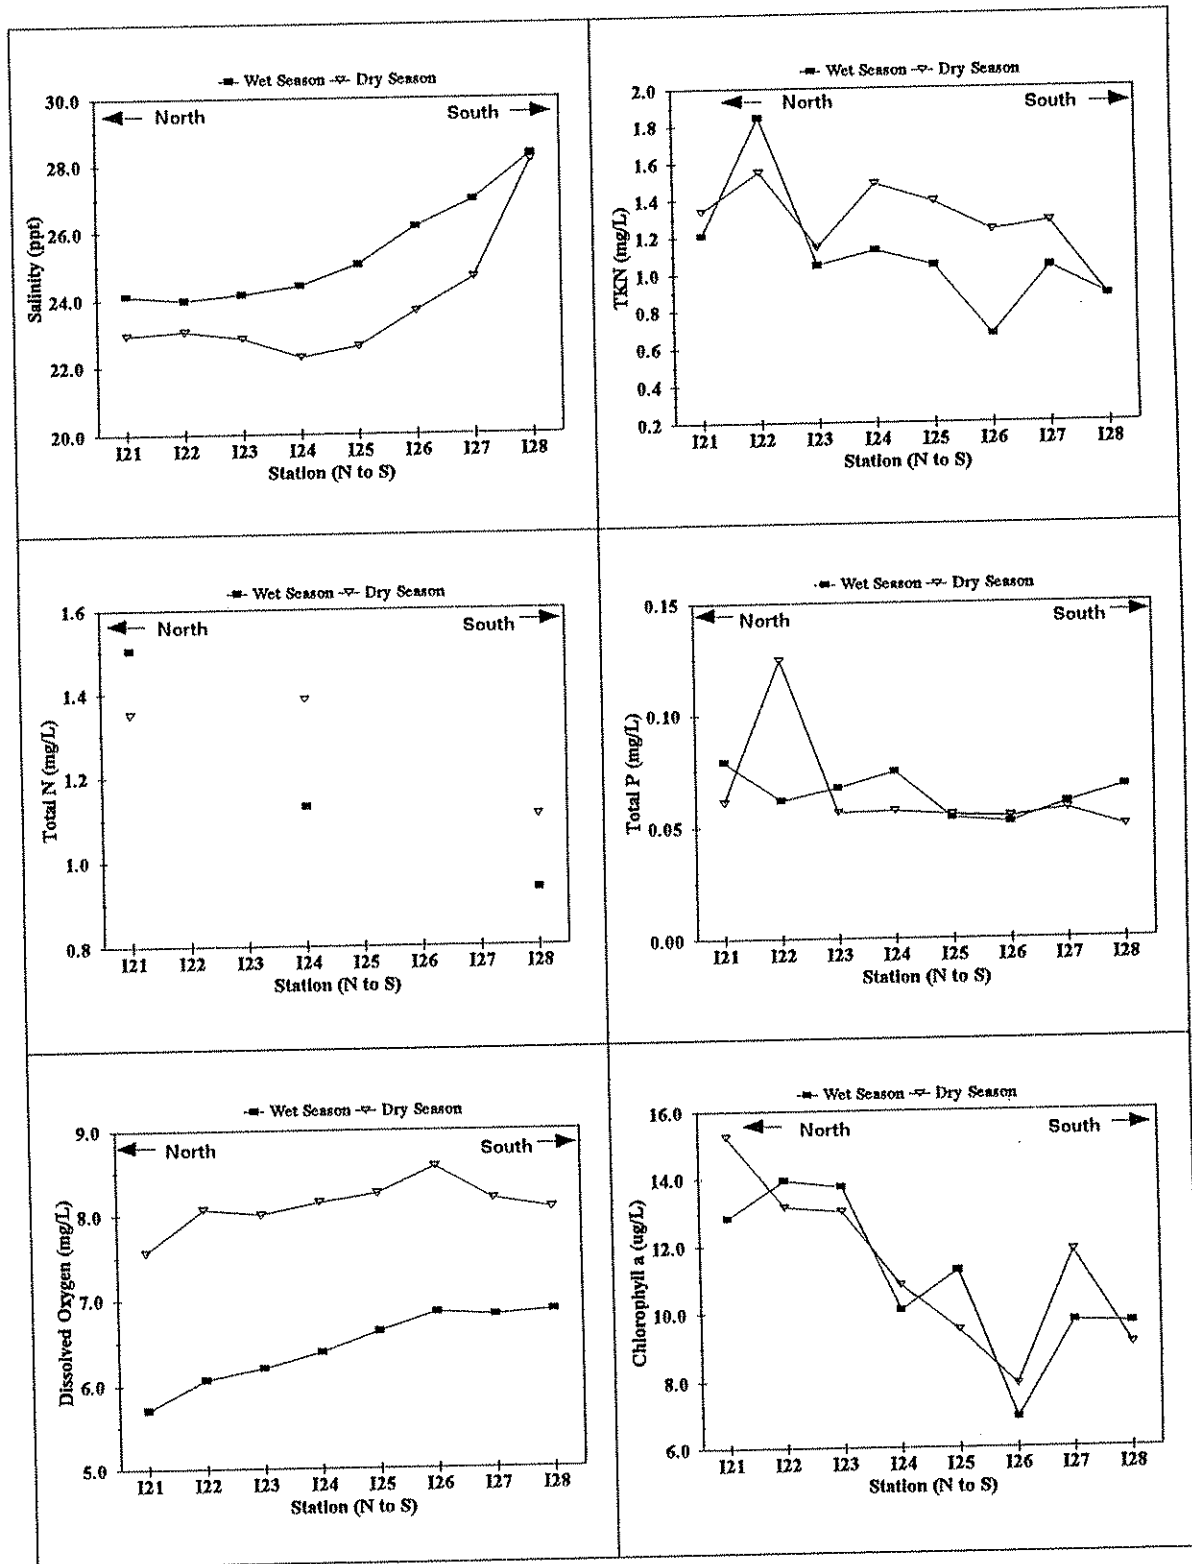 Wet Season Dry Season
30.0
North South
28.0
26.0
24.0
22.0
20.0
Salinity (ppt)
I21 I22 I23 I24 I25 I26 I27 I28
Station (N to S)
Wet Season Dry Season
2.0
North South
1.8
1.6
1.4
1.2
1.0
0.8
0.6
0.4
0.2
TKN (mg/L)
I21 I22 I23 I24 I25 I26 I27 I28
Station (N to S)
Wet Season Dry Season
1.6
North South
1.4
1.2
1.0
0.8
Total N (mg/L)
I21 I22 I23 I24 I25 I26 I27 I28
Station (N to S)
Wet Season Dry Season
0.15
North South
0.10
0.05
0.00
Total P (mg/L)
I21 I22 I23 I24 I25 I26 I27 I28
Station (N to S)
Wet Season Dry Season
9.0
North South
8.0
7.0
6.0
5.0
Dissolved Oxygen (mg/L)
I21 I22 I23 I24 I25 I26 I27 I28
Station (N to S)
Wet Season Dry Season
16.0
North South
14.0
12.0
10.0
8.0
6.0
Chlorophyll a (ug/L)
I21 I22 I23 I24 I25 I26 I27 I28
Station (N to S)